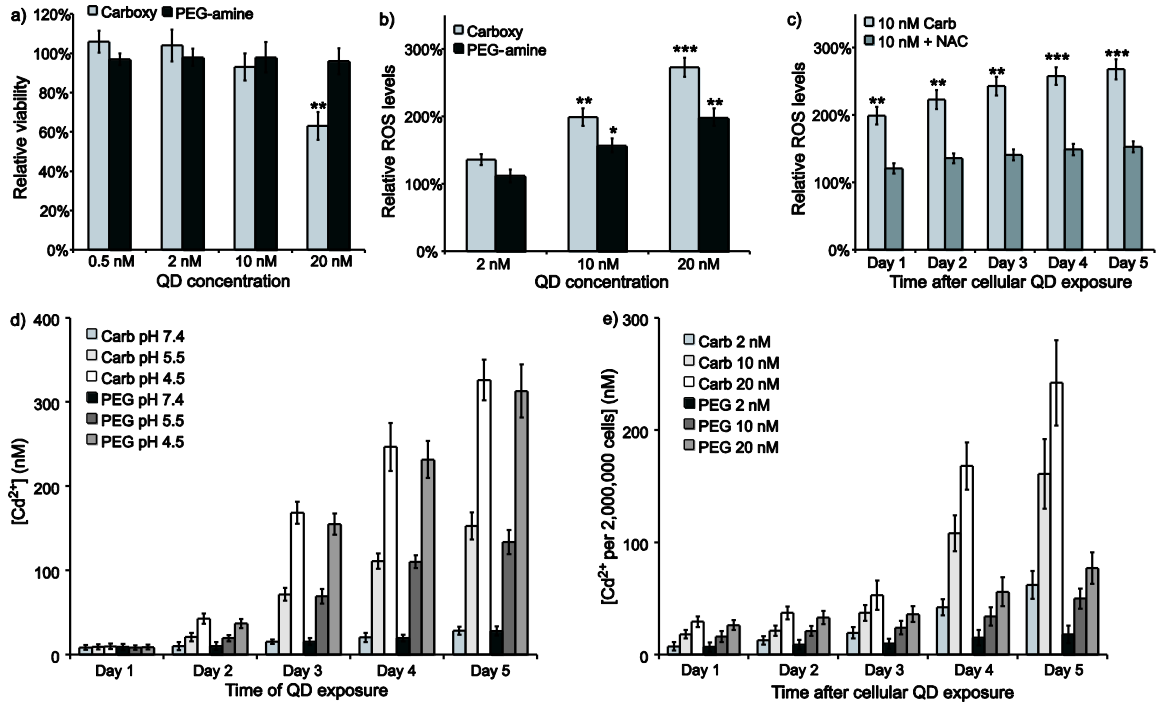 a)
Carboxy PEG-amine
120%
100%
80%
60%
40%
20%
0%
Relative viability
**
0.5 nM 2 nM 10 nM 20 nM
QD concentration
b)
Carboxy
PEG-amine
300%
200%
100%
0%
Relative ROS levels
** * *** **
2 nM 10 nM 20 nM
QD concentration
c)
10 nM Carb
10 nM + NAC
300%
200%
100%
0%
Relative ROS levels
** ** ** *** ***
Day 1 Day 2 Day 3 Day 4 Day 5
Time after cellular QD exposure
d)
Carb pH 7.4
Carb pH 5.5
Carb pH 4.5
PEG pH 7.4
PEG pH 5.5
PEG pH 4.5
400
300
200
100
0
[Cd2+] (nM)
Day 1 Day 2 Day 3 Day 4 Day 5
Time of QD exposure
e)
Carb 2 nM
Carb 10 nM
Carb 20 nM
PEG 2 nM
PEG 10 nM
PEG 20 nM
300
200
100
0
[Cd2+ per 2,000,000 cells] (nM)
Day 1 Day 2 Day 3 Day 4 Day 5
Time after cellular QD exposure